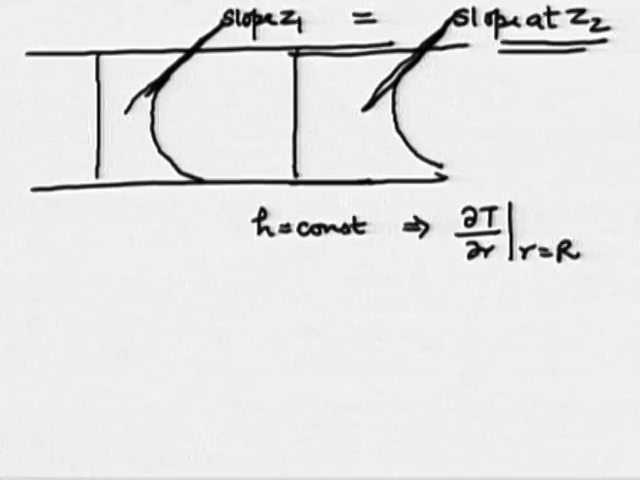 slope z₁ = slope at z₂
h = const ⇒ ∂T/∂r |r=R